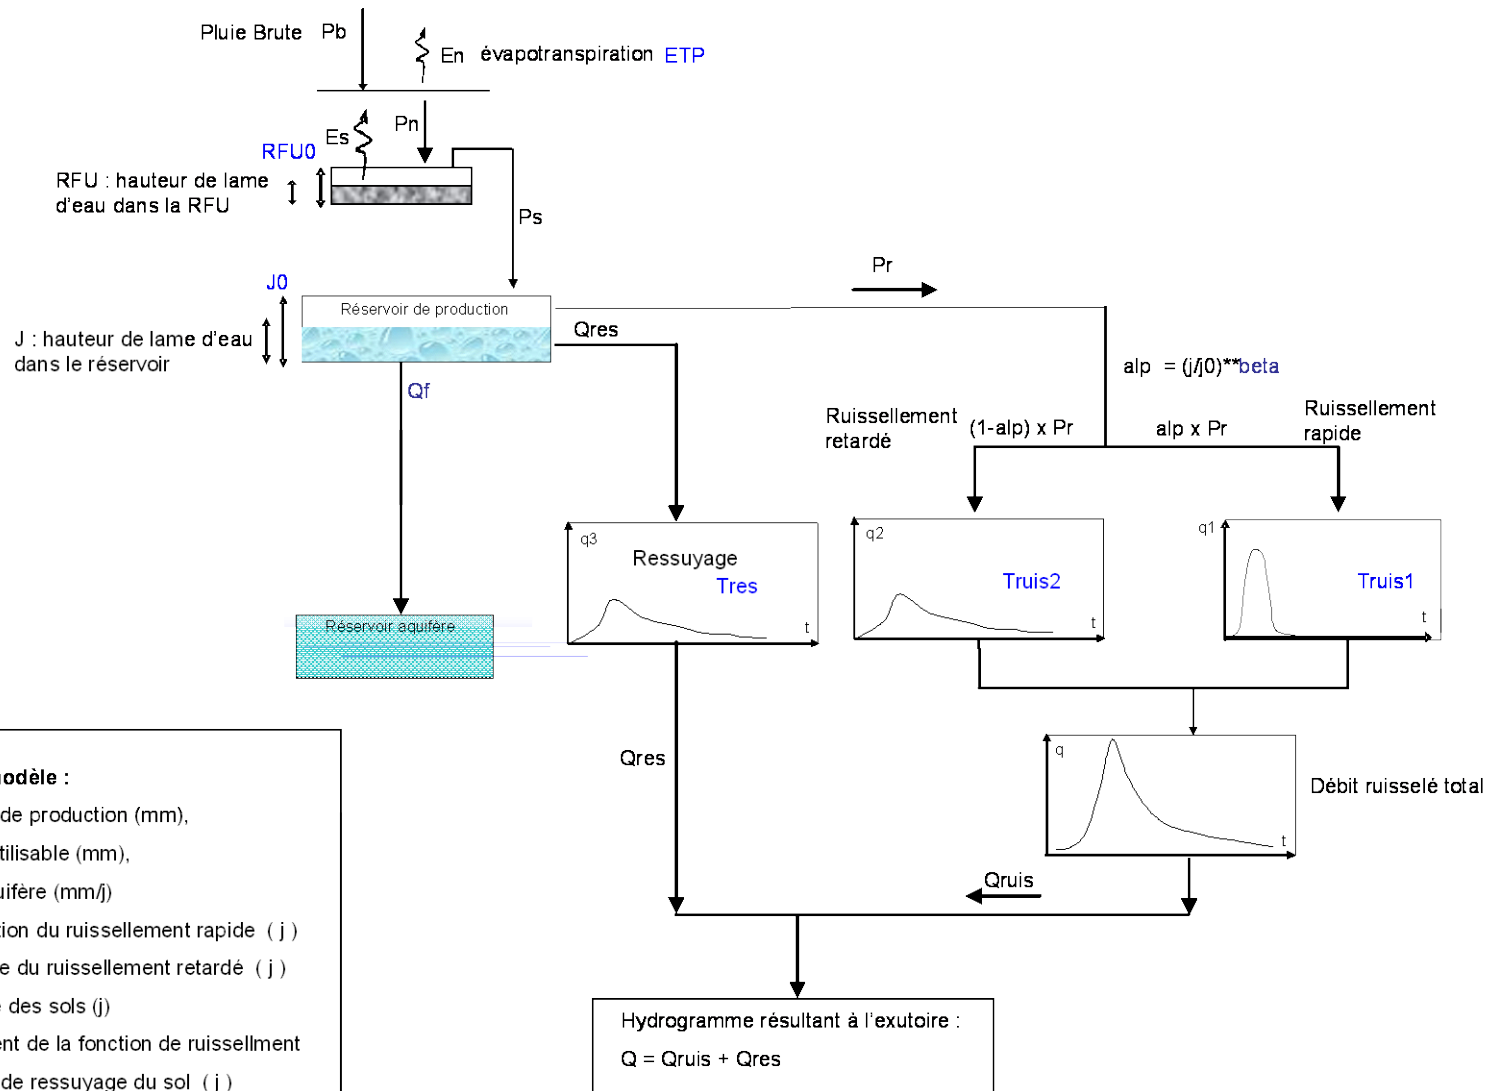 Pluie Brute Pb
En évapotranspiration ETP
Es
Pn
RFU0
RFU : hauteur de lame
d'eau dans la RFU
Ps
J0
Réservoir de production
J : hauteur de lame d'eau
dans le réservoir
Qf
Qres
Pr
alp = (j/j0)**beta
Ruissellement
retardé
(1-alp) x Pr
alp x Pr
Ruissellement
rapide
q3
Ressuyage
Tres
t
q2
Truis2
t
q1
Truis1
t
Réservoir aquifère
Qres
q
t
Débit ruisselé total
Qruis
Hydrogramme résultant à l'exutoire :
Q = Qruis + Qres
modèle :
de production (mm),
tilisable (mm),
uifère (mm/j)
tion du ruissellement rapide ( j )
e du ruissellement retardé ( j )
e des sols (j)
ent de la fonction de ruissellment
de ressuyage du sol ( j )